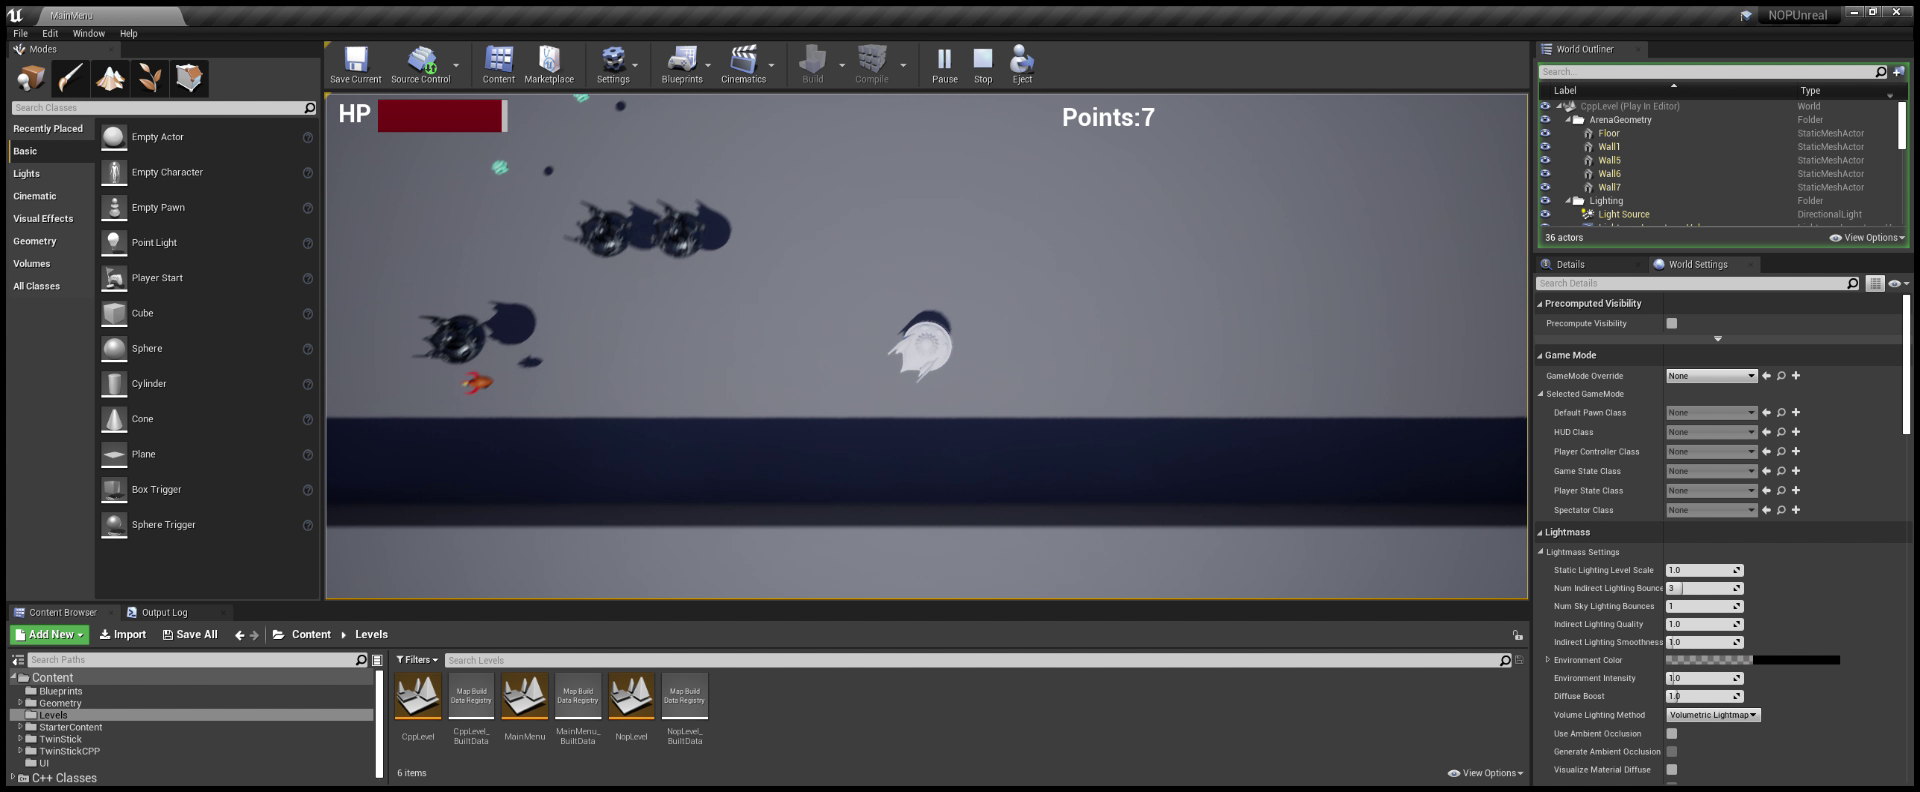 MainMenu
NOPUnreal
File Edit Window Help
Modes
Search Classes
Recently Placed
Basic
Lights
Cinematic
Visual Effects
Geometry
Volumes
All Classes
Empty Actor
Empty Character
Empty Pawn
Point Light
Player Start
Cube
Sphere
Cylinder
Cone
Plane
Box Trigger
Sphere Trigger
Save Current Source Control Content Marketplace Settings Blueprints Cinematics Build Compile Pause Stop Eject
HP
Points:7
World Outliner
Search...
Label Type
CppLevel (Play In Editor) World
ArenaGeometry Folder
Floor StaticMeshActor
Wall1 StaticMeshActor
Wall5 StaticMeshActor
Wall6 StaticMeshActor
Wall7 StaticMeshActor
Lighting Folder
Light Source DirectionalLight
36 actors View Options
Details World Settings
Search Details
Precomputed Visibility
Precompute Visibility
Game Mode
GameMode Override None
Selected GameMode
Default Pawn Class None
HUD Class None
Player Controller Class None
Game State Class None
Player State Class None
Spectator Class None
Lightmass
Lightmass Settings
Static Lighting Level Scale 1.0
Num Indirect Lighting Bounce 3
Num Sky Lighting Bounces 1
Indirect Lighting Quality 1.0
Indirect Lighting Smoothness 1.0
Environment Color
Environment Intensity 1.0
Diffuse Boost 1.0
Volume Lighting Method Volumetric Lightmap
Use Ambient Occlusion
Generate Ambient Occlusion
Visualize Material Diffuse
Content Browser Output Log
Add New Import Save All Content Levels
Search Paths
Content
Blueprints
Geometry
Levels
StarterContent
TwinStick
TwinStickCPP
UI
C++ Classes
Filters Search Levels
Map Build Data Registry
Map Build Data Registry
Map Build Data Registry
CppLevel
CppLevel_BuiltData
MainMenu
MainMenu_BuiltData
NopLevel
NopLevel_BuiltData
6 items View Options